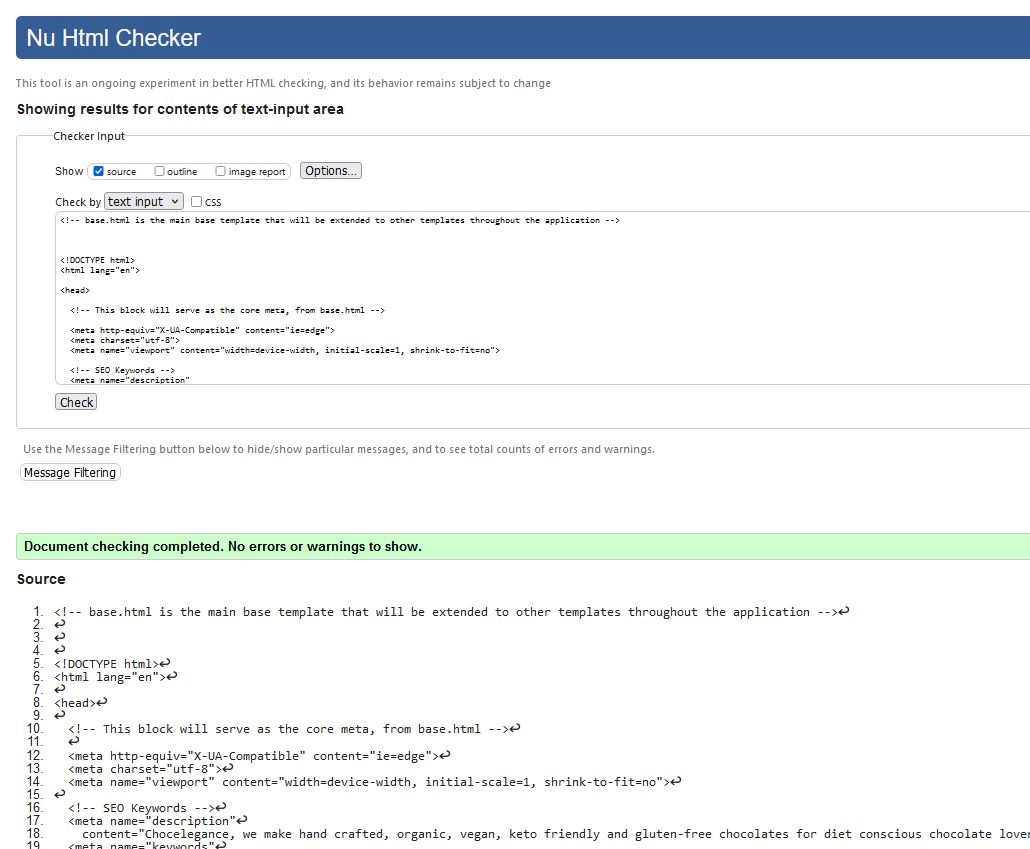 Nu Html Checker
This tool is an ongoing experiment in better HTML checking, and its behavior remains subject to change
Showing results for contents of text-input area
Checker Input
Show source outline image report Options...
Check by text input css
<!-- base.html is the main base template that will be extended to other templates throughout the application -->
<!DOCTYPE html>
<html lang="en">
<head>
<!-- This block will serve as the core meta, from base.html -->
<meta http-equiv="X-UA-Compatible" content="ie=edge">
<meta charset="utf-8">
<meta name="viewport" content="width=device-width, initial-scale=1, shrink-to-fit=no">
<!-- SEO Keywords -->
<meta name="description"
Check
Use the Message Filtering button below to hide/show particular messages, and to see total counts of errors and warnings.
Message Filtering
Document checking completed. No errors or warnings to show.
Source
1. <!-- base.html is the main base template that will be extended to other templates throughout the application -->↩
2. ↩
3. ↩
4. ↩
5. <!DOCTYPE html>↩
6. <html lang="en">↩
7. ↩
8. <head>↩
9. ↩
10. <!-- This block will serve as the core meta, from base.html -->↩
11. ↩
12. <meta http-equiv="X-UA-Compatible" content="ie=edge">↩
13. <meta charset="utf-8">↩
14. <meta name="viewport" content="width=device-width, initial-scale=1, shrink-to-fit=no">↩
15. ↩
16. <!-- SEO Keywords -->↩
17. <meta name="description"↩
18. content="Chocelegance, we make hand crafted, organic, vegan, keto friendly and gluten-free chocolates for diet conscious chocolate lover
19. <meta name="keywords"↩